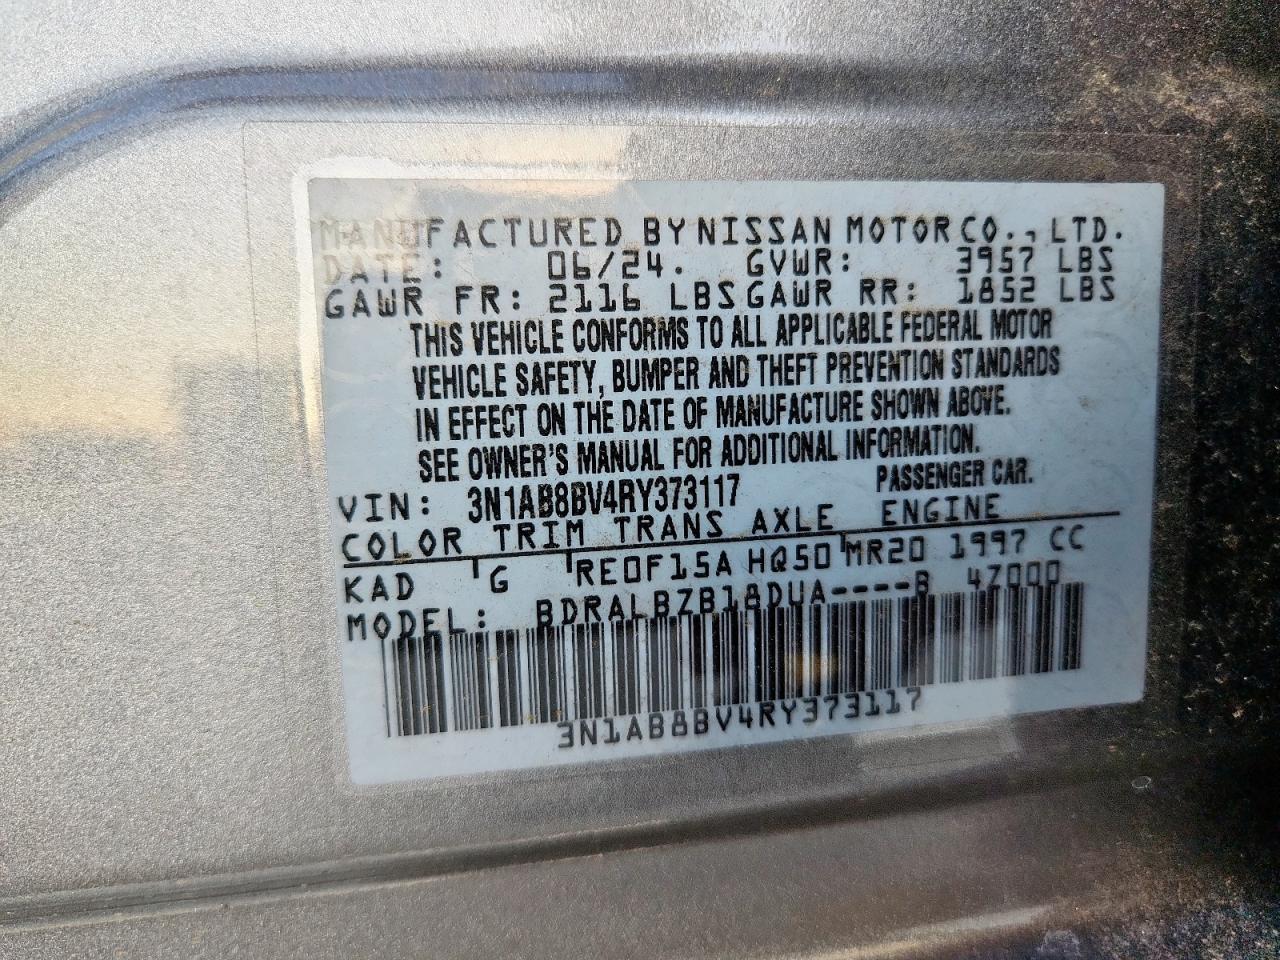 MANUFACTURED BY NISSAN MOTOR CO., LTD.
DATE: 06/24. GVWR: 3957 LBS
GAWR FR: 2116 LBS GAWR RR: 1852 LBS
THIS VEHICLE CONFORMS TO ALL APPLICABLE FEDERAL MOTOR
VEHICLE SAFETY, BUMPER AND THEFT PREVENTION STANDARDS
IN EFFECT ON THE DATE OF MANUFACTURE SHOWN ABOVE.
SEE OWNER'S MANUAL FOR ADDITIONAL INFORMATION.
VIN: 3N1AB8BV4RY373117 PASSENGER CAR.
COLOR TRIM TRANS AXLE ENGINE
KAD G RE0F15A HQ50 MR20 1997 CC
MODEL: BDRALBZB18DUA----B 47000
3N1AB8BV4RY373117